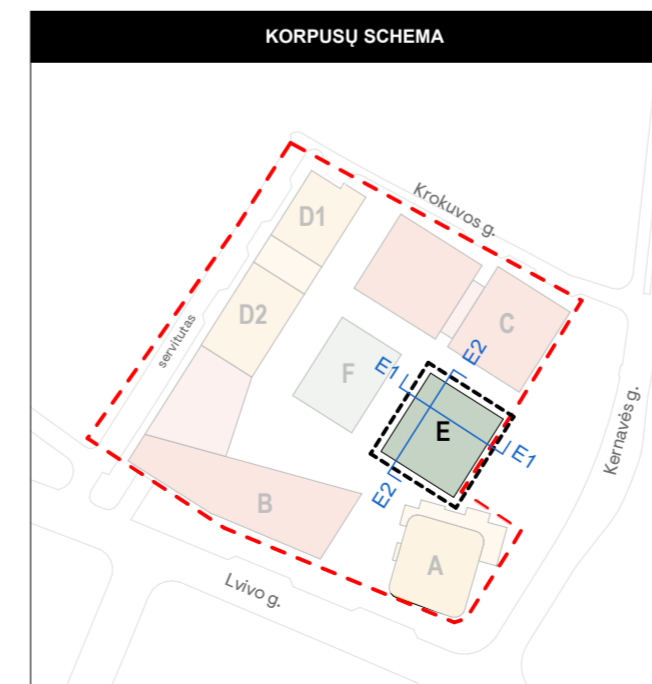 KORPUSŲ SCHEMA
Krokuvos g.
D1
servitutas
D2
C
E2
E1
F
E
E1
Kernavės g.
E2
B
A
Lvivo g.